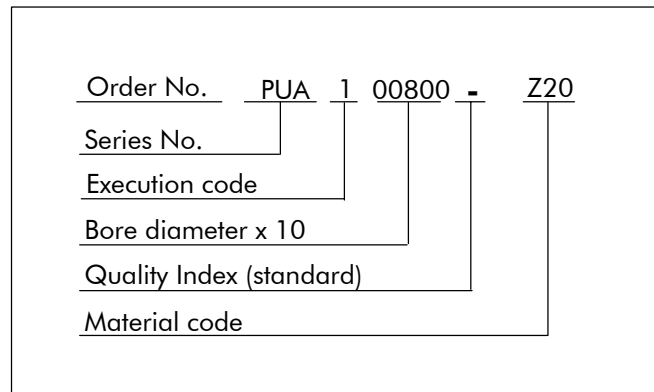 Order No. PUA 1 00800 - Z20
Series No.
Execution code
Bore diameter x 10
Quality Index (standard)
Material code